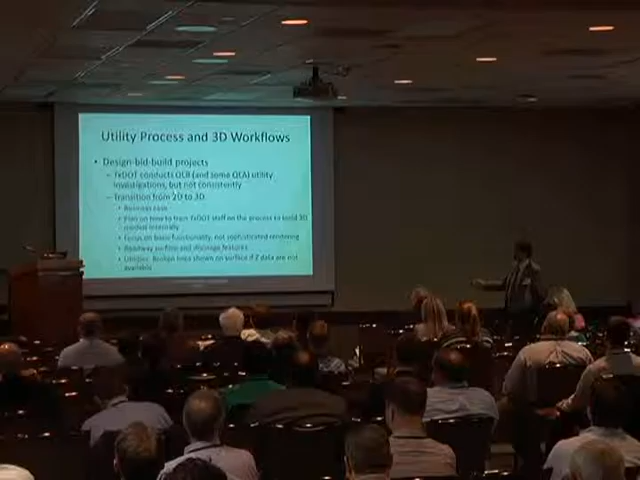 Utility Process and 3D Workflows
• Design-bid-build projects
– TxDOT conducts QLB (and some QLA) utility
investigations, but not consistently
– Transition from 2D to 3D
• Business case
• Plan on how to train TxDOT staff on the process to build 3D
models internally
• Focus on basic functionality, not sophisticated rendering
• Roadway surface and drainage features
• Utilities: Broken lines shown on surface if Z data are not
available